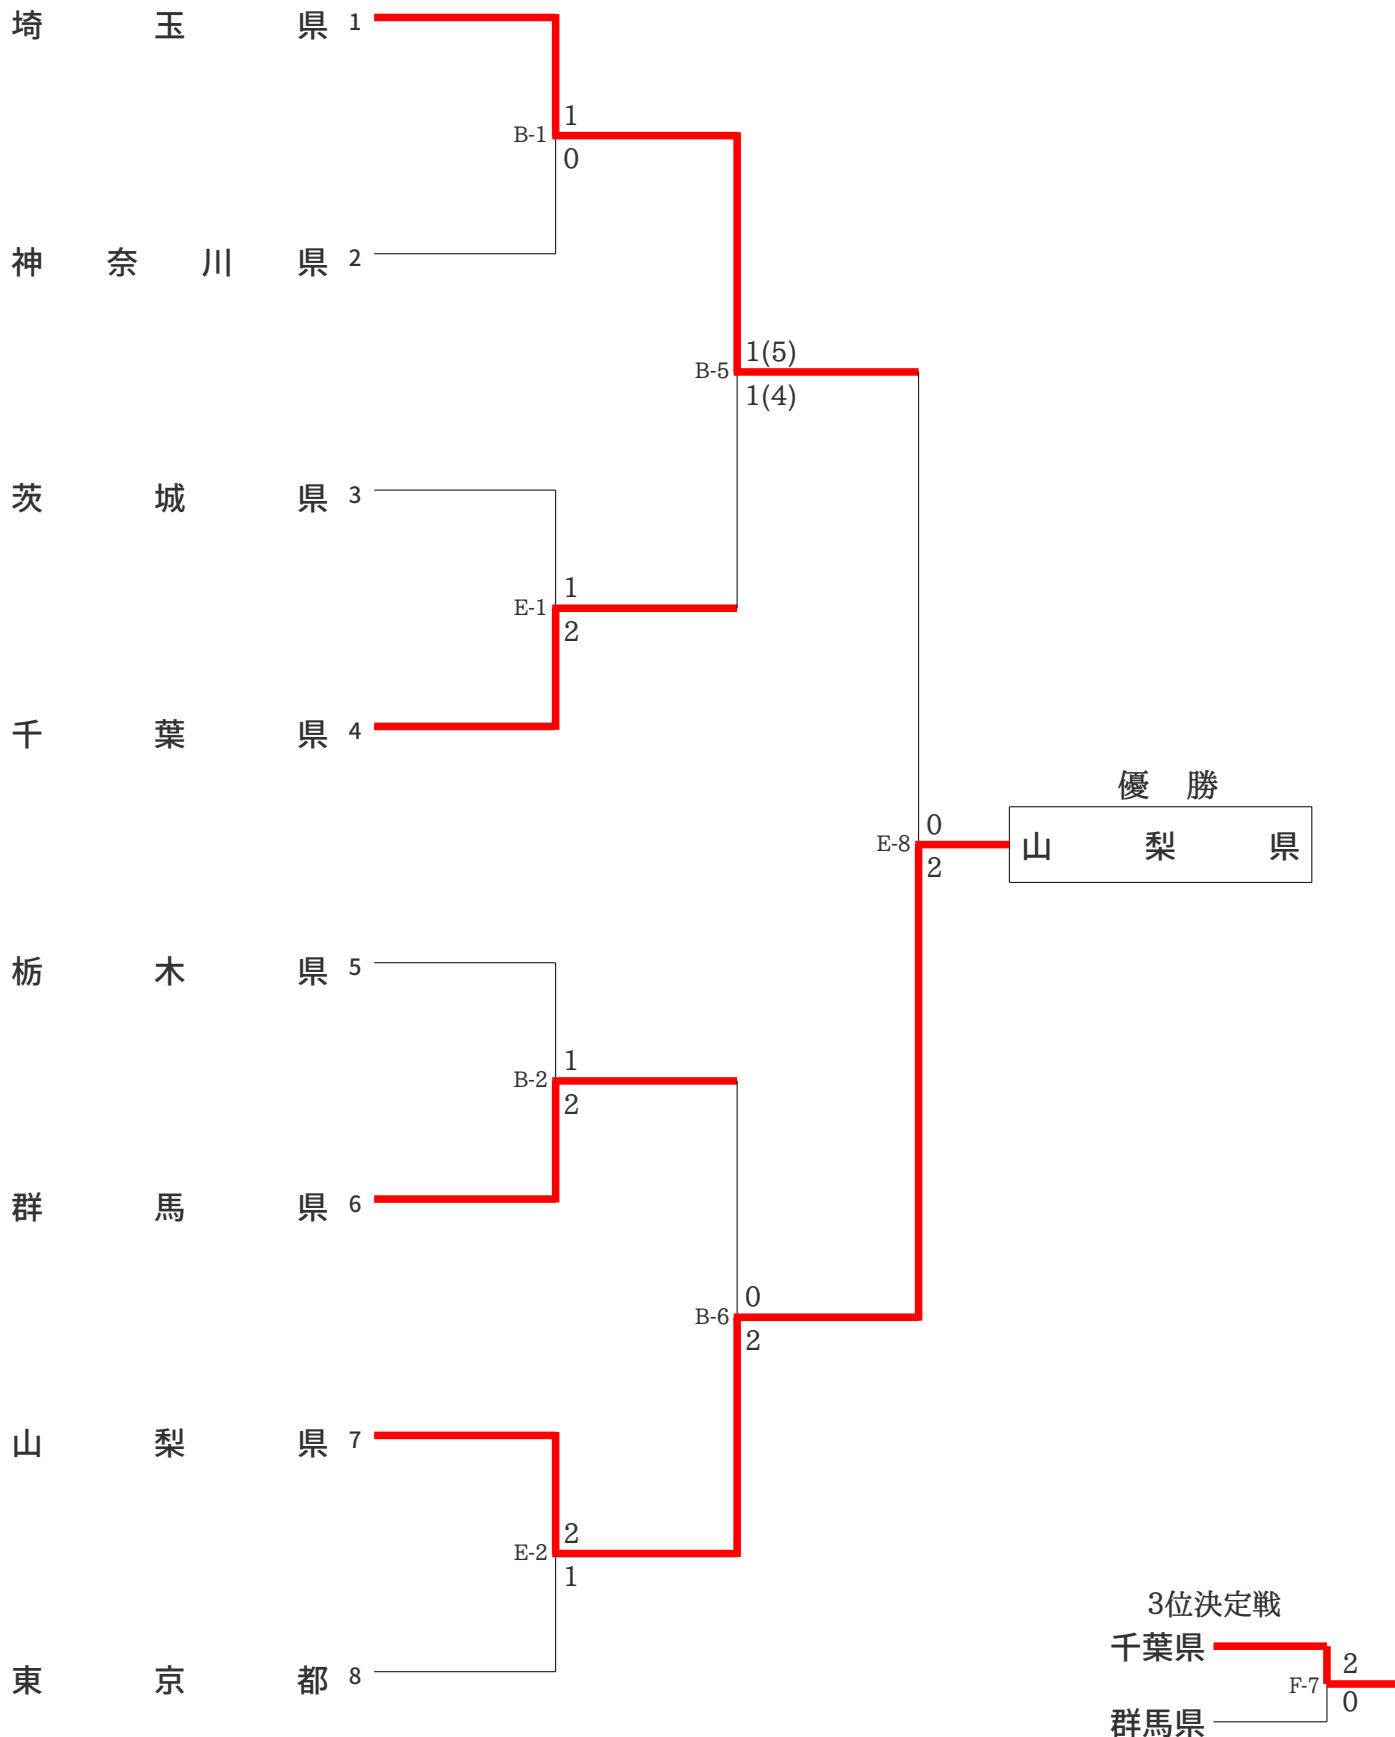 埼玉県 1
1
B-1
0
神奈川県 2
1(5)
B-5
1(4)
茨城県 3
1
E-1
2
千葉県 4
優勝
0
E-8 山梨県
2
栃木県 5
1
B-2
2
群馬県 6
0
B-6
2
山梨県 7
2
E-2
1
東京都 8
3位決定戦
千葉県
2
F-7
0
群馬県